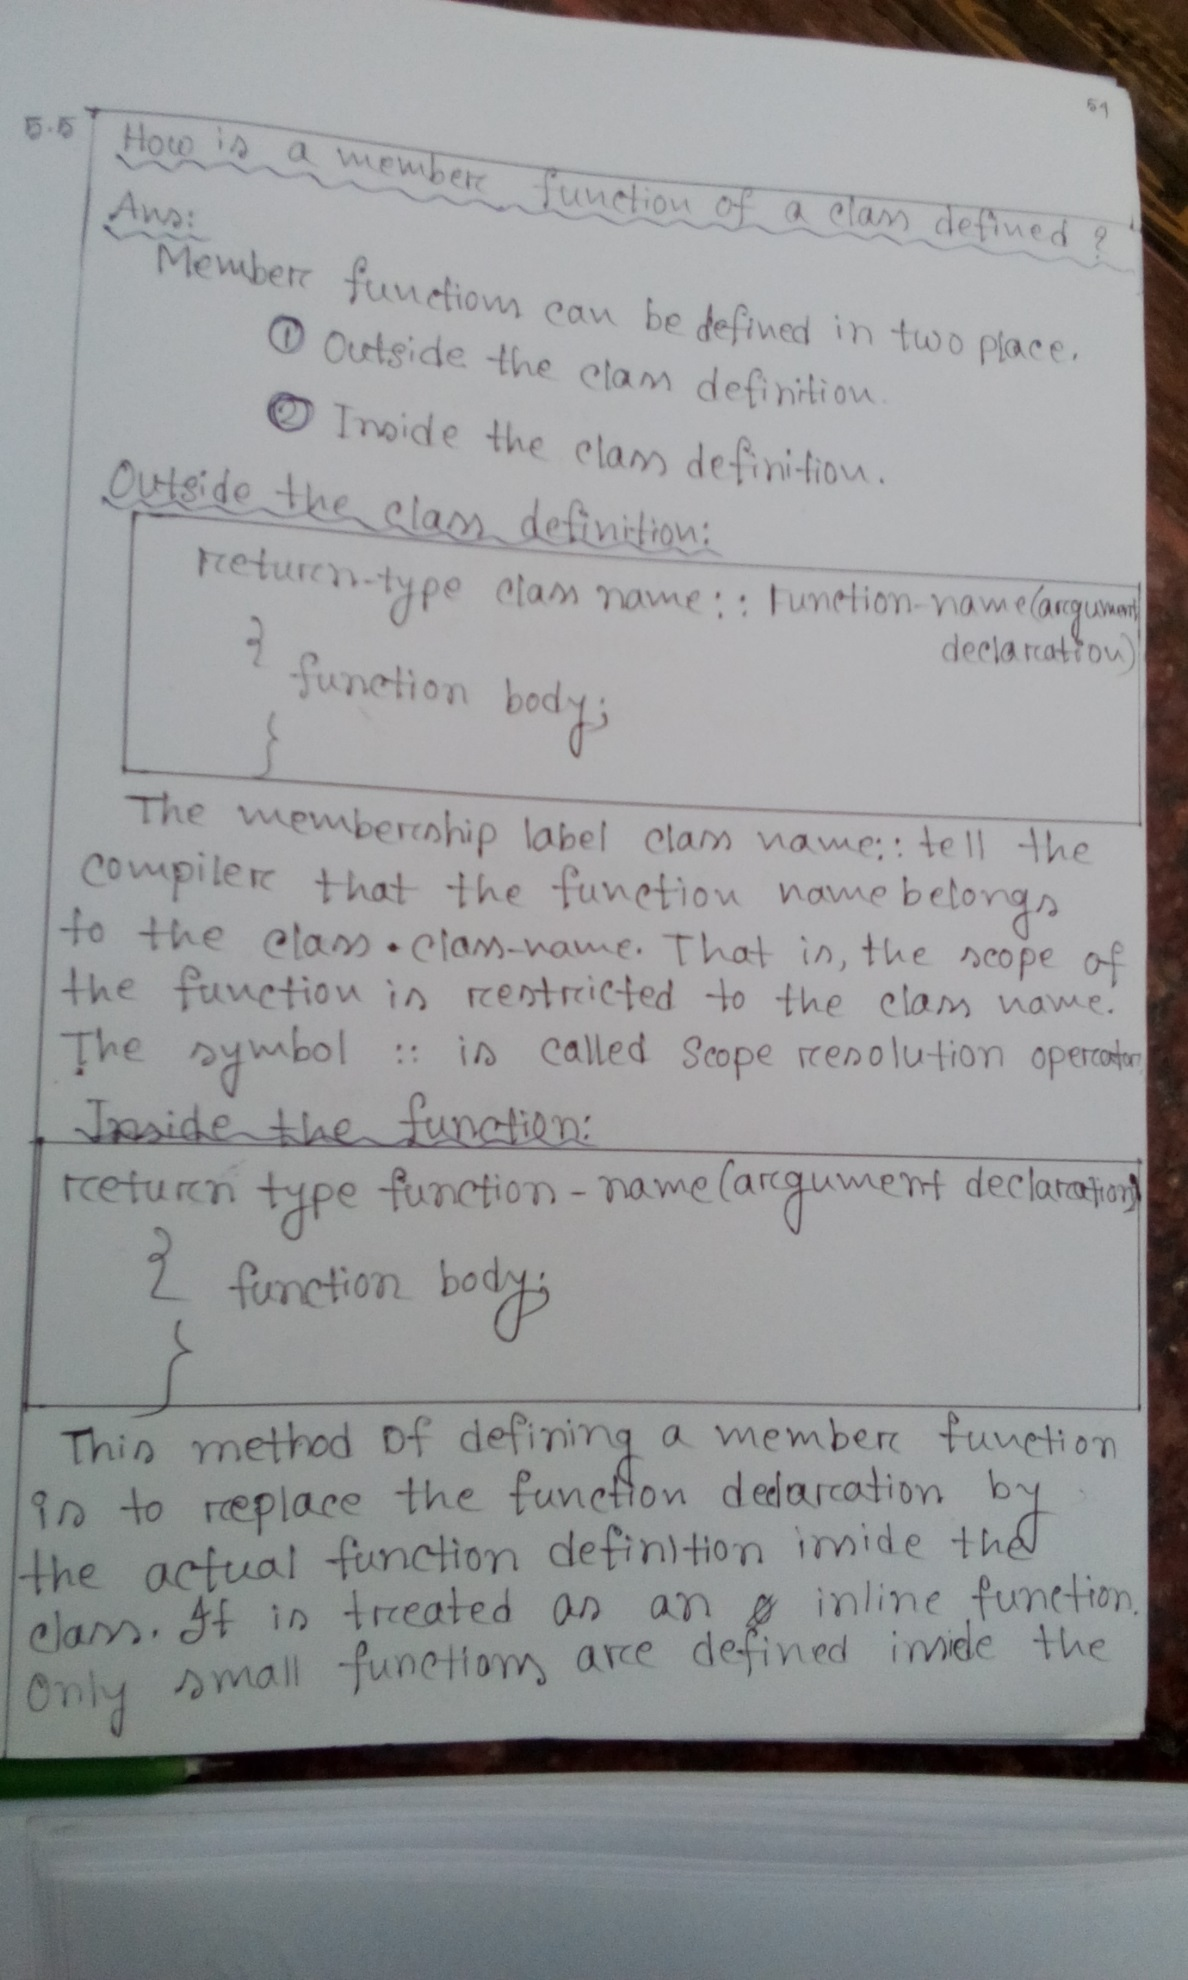 51
5.5 How is a member function of a class defined?
Ans:
Member functions can be defined in two place.
① Outside the class definition.
② Inside the class definition.
Outside the class definition:
return-type class name:: Function-name(argument
declaration)
{
function body;
}
The membership label class name:: tell the
compiler that the function name belongs
to the class. class-name. That is, the scope of
the function is restricted to the class name.
The symbol :: is called Scope resolution operator
Inside the function:
return type function-name(argument declaration)
{
function body;
}
This method of defining a member function
is to replace the function declaration by
the actual function definition inside the
class. It is treated as an inline function.
Only small functions are defined inside the